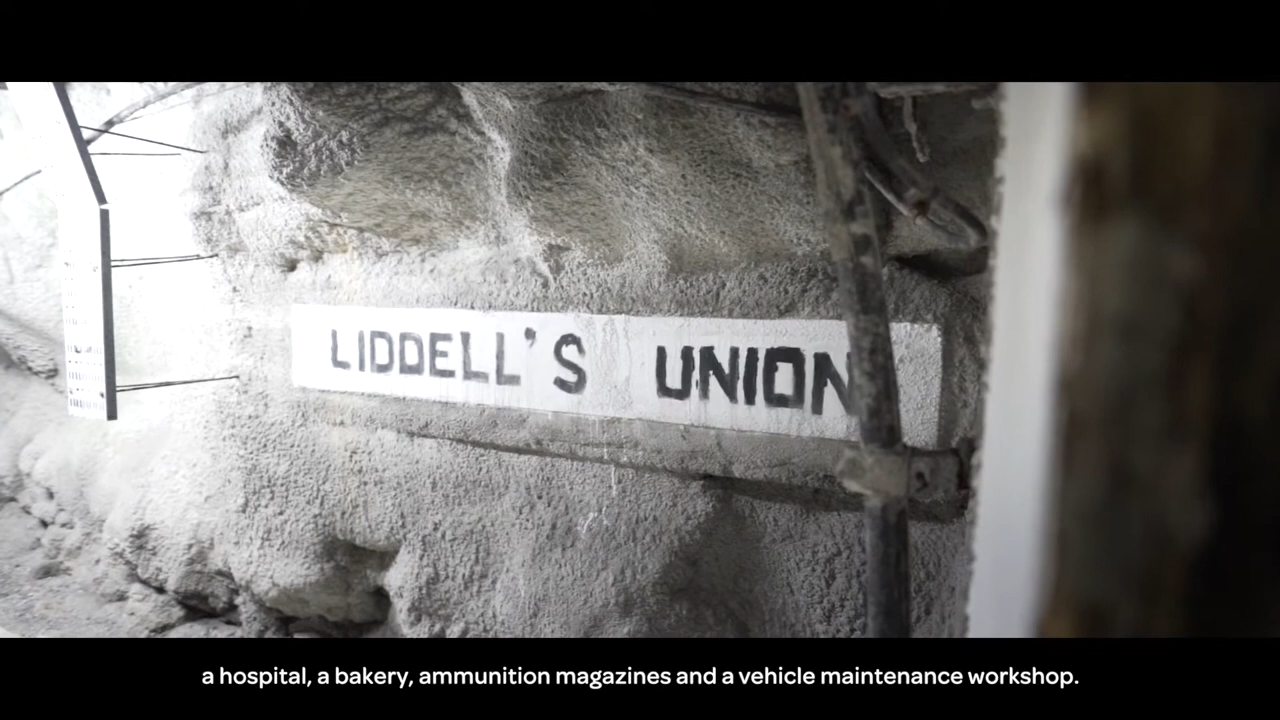 LIDDELL'S UNION
a hospital, a bakery, ammunition magazines and a vehicle maintenance workshop.